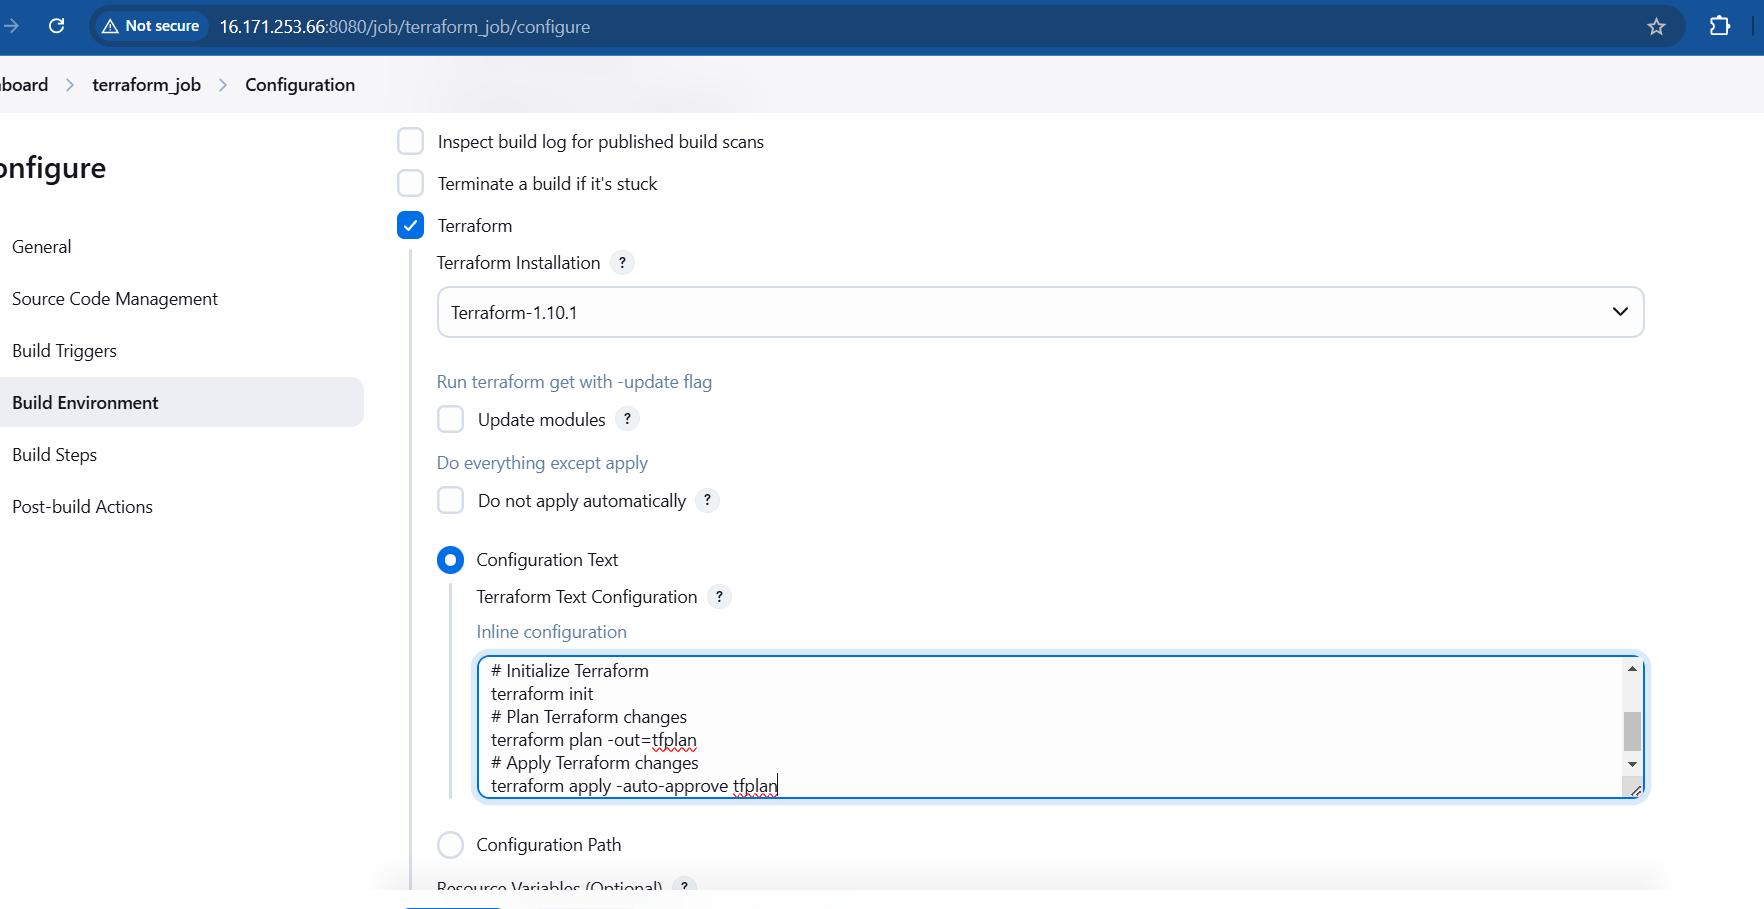 Not secure
16.171.253.66:8080/job/terraform_job/configure
board > terraform_job > Configuration
onfigure
General
Source Code Management
Build Triggers
Build Environment
Build Steps
Post-build Actions
Inspect build log for published build scans
Terminate a build if it's stuck
Terraform
Terraform Installation ?
Terraform-1.10.1
Run terraform get with -update flag
Update modules ?
Do everything except apply
Do not apply automatically ?
Configuration Text
Terraform Text Configuration ?
Inline configuration
# Initialize Terraform
terraform init
# Plan Terraform changes
terraform plan -out=tfplan
# Apply Terraform changes
terraform apply -auto-approve tfplan
Configuration Path
Resource Variables (Optional) ?